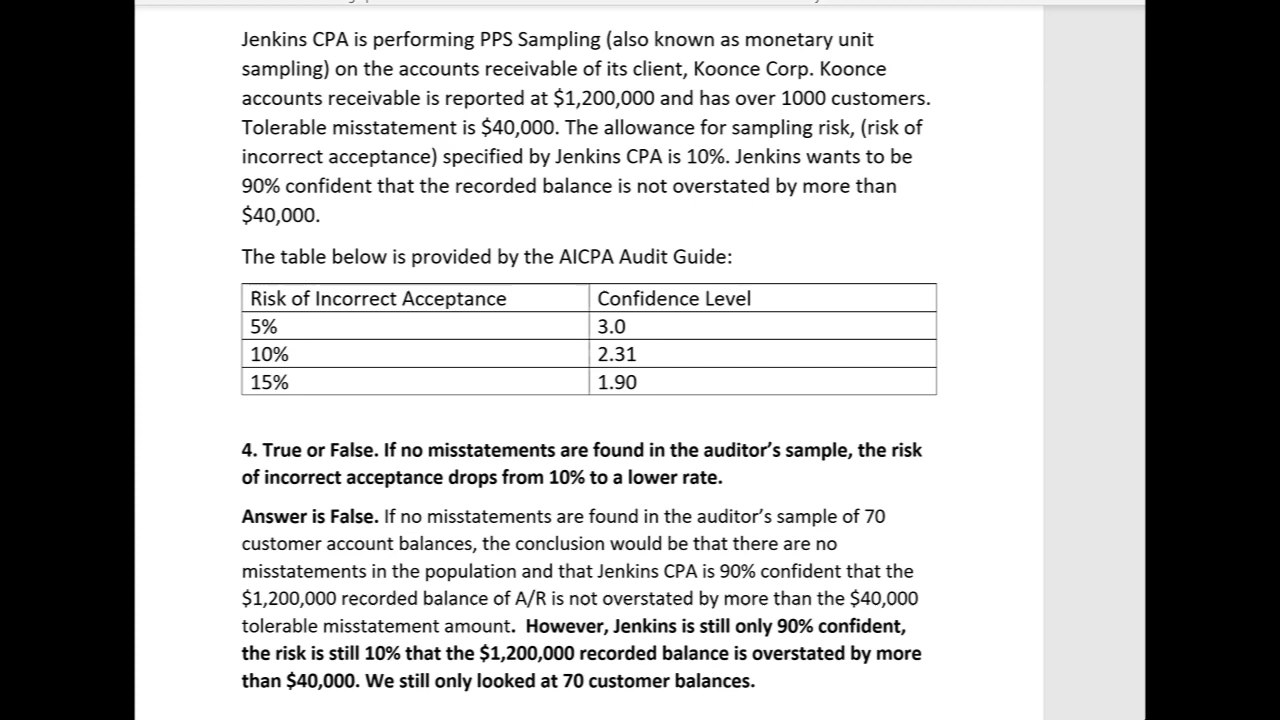 Jenkins CPA is performing PPS Sampling (also known as monetary unit
sampling) on the accounts receivable of its client, Koonce Corp. Koonce
accounts receivable is reported at $1,200,000 and has over 1000 customers.
Tolerable misstatement is $40,000. The allowance for sampling risk, (risk of
incorrect acceptance) specified by Jenkins CPA is 10%. Jenkins wants to be
90% confident that the recorded balance is not overstated by more than
$40,000.
The table below is provided by the AICPA Audit Guide:
Risk of Incorrect Acceptance Confidence Level
5% 3.0
10% 2.31
15% 1.90
4. True or False. If no misstatements are found in the auditor’s sample, the risk
of incorrect acceptance drops from 10% to a lower rate.
Answer is False. If no misstatements are found in the auditor’s sample of 70
customer account balances, the conclusion would be that there are no
misstatements in the population and that Jenkins CPA is 90% confident that the
$1,200,000 recorded balance of A/R is not overstated by more than the $40,000
tolerable misstatement amount. However, Jenkins is still only 90% confident,
the risk is still 10% that the $1,200,000 recorded balance is overstated by more
than $40,000. We still only looked at 70 customer balances.